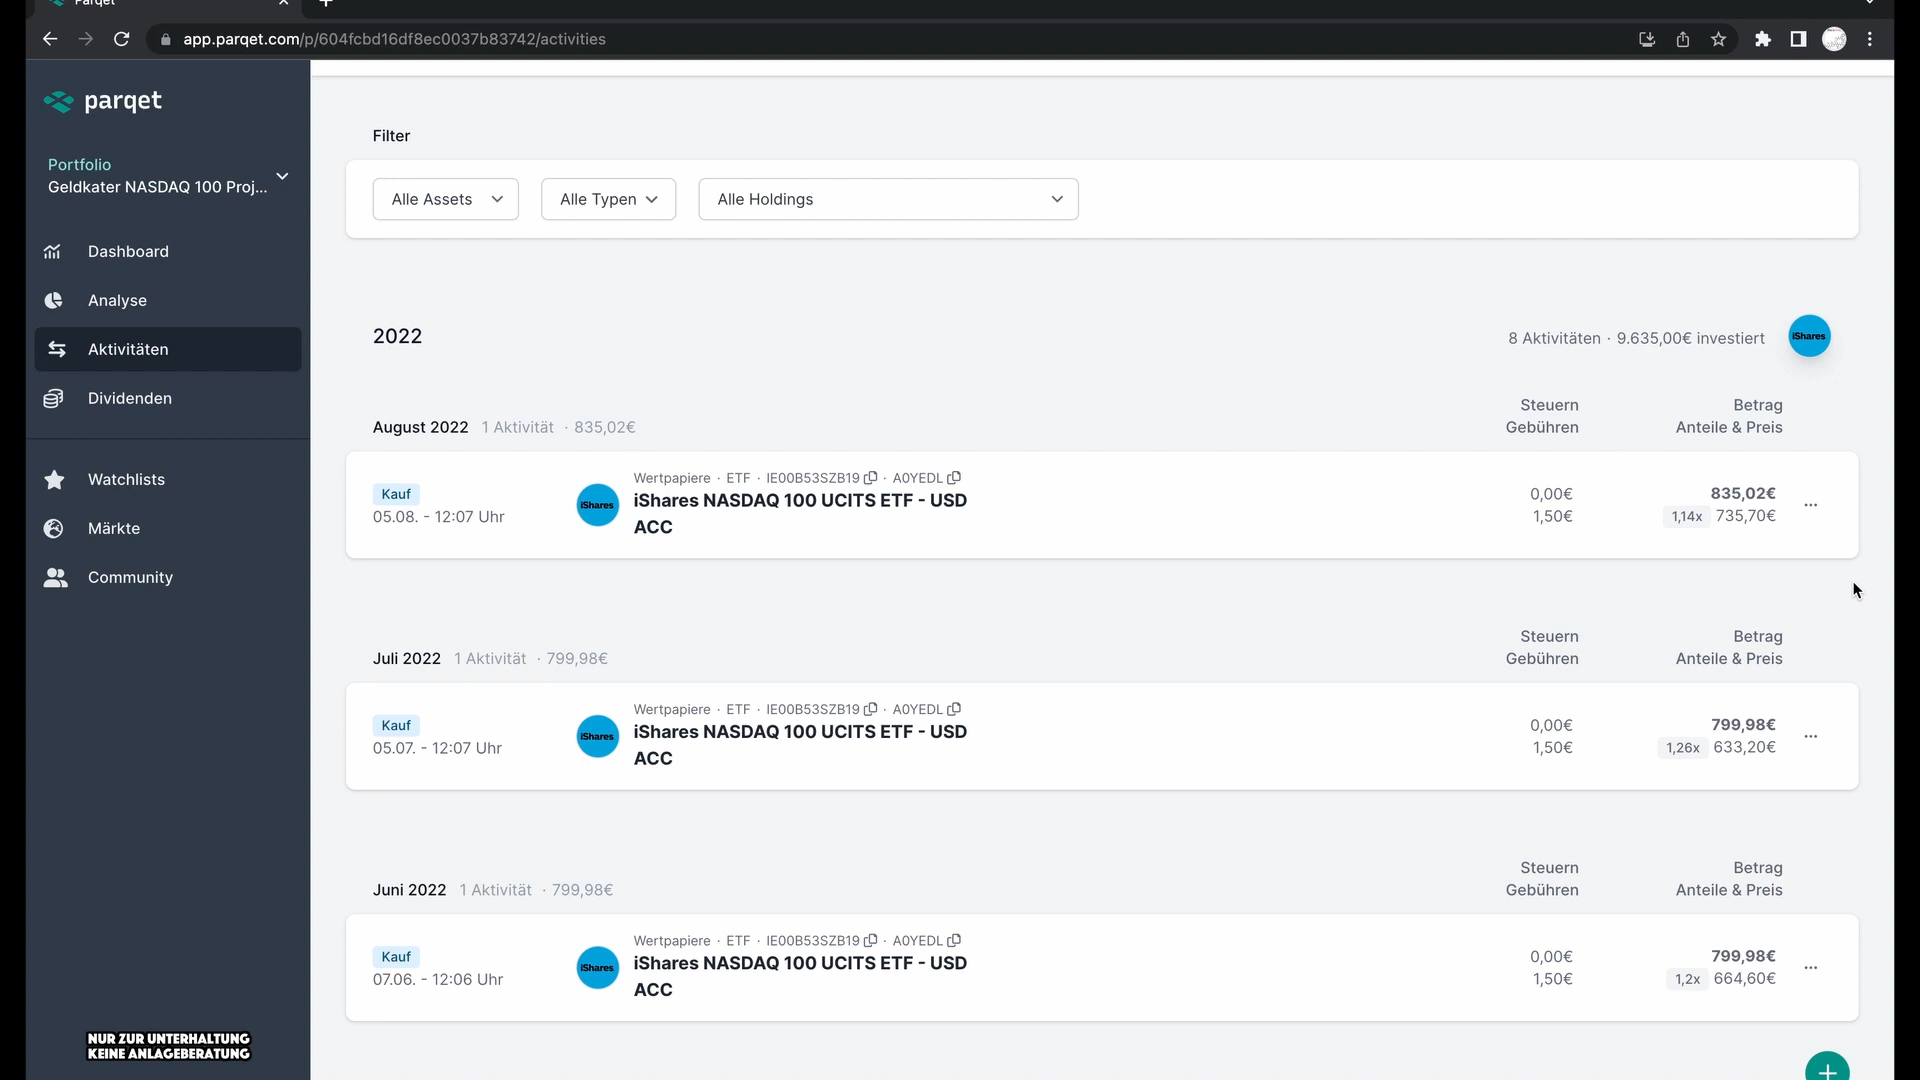 Parqet
app.parqet.com/p/604fcbd16df8ec0037b83742/activities
parqet
Portfolio
Geldkater NASDAQ 100 Proj...
Dashboard
Analyse
Aktivitäten
Dividenden
Watchlists
Märkte
Community
NUR ZUR UNTERHALTUNG
KEINE ANLAGEBERATUNG
Filter
Alle Assets
Alle Typen
Alle Holdings
2022
8 Aktivitäten · 9.635,00€ investiert
iShares
August 2022 1 Aktivität · 835,02€
Steuern
Gebühren
Betrag
Anteile & Preis
Kauf
05.08. - 12:07 Uhr
iShares
Wertpapiere · ETF · IE00B53SZB19 · A0YEDL
iShares NASDAQ 100 UCITS ETF - USD
ACC
0,00€
1,50€
835,02€
1,14x 735,70€
Juli 2022 1 Aktivität · 799,98€
Steuern
Gebühren
Betrag
Anteile & Preis
Kauf
05.07. - 12:07 Uhr
iShares
Wertpapiere · ETF · IE00B53SZB19 · A0YEDL
iShares NASDAQ 100 UCITS ETF - USD
ACC
0,00€
1,50€
799,98€
1,26x 633,20€
Juni 2022 1 Aktivität · 799,98€
Steuern
Gebühren
Betrag
Anteile & Preis
Kauf
07.06. - 12:06 Uhr
iShares
Wertpapiere · ETF · IE00B53SZB19 · A0YEDL
iShares NASDAQ 100 UCITS ETF - USD
ACC
0,00€
1,50€
799,98€
1,2x 664,60€